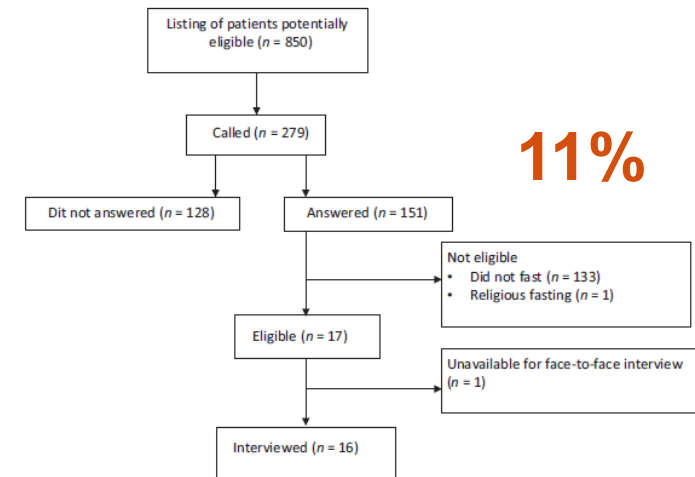 Listing of patients potentially
eligible (n = 850)
Called (n = 279)
11%
Dit not answered (n = 128)
Answered (n = 151)
Not eligible
• Did not fast (n = 133)
• Religious fasting (n = 1)
Eligible (n = 17)
Unavailable for face-to-face interview
(n = 1)
Interviewed (n = 16)